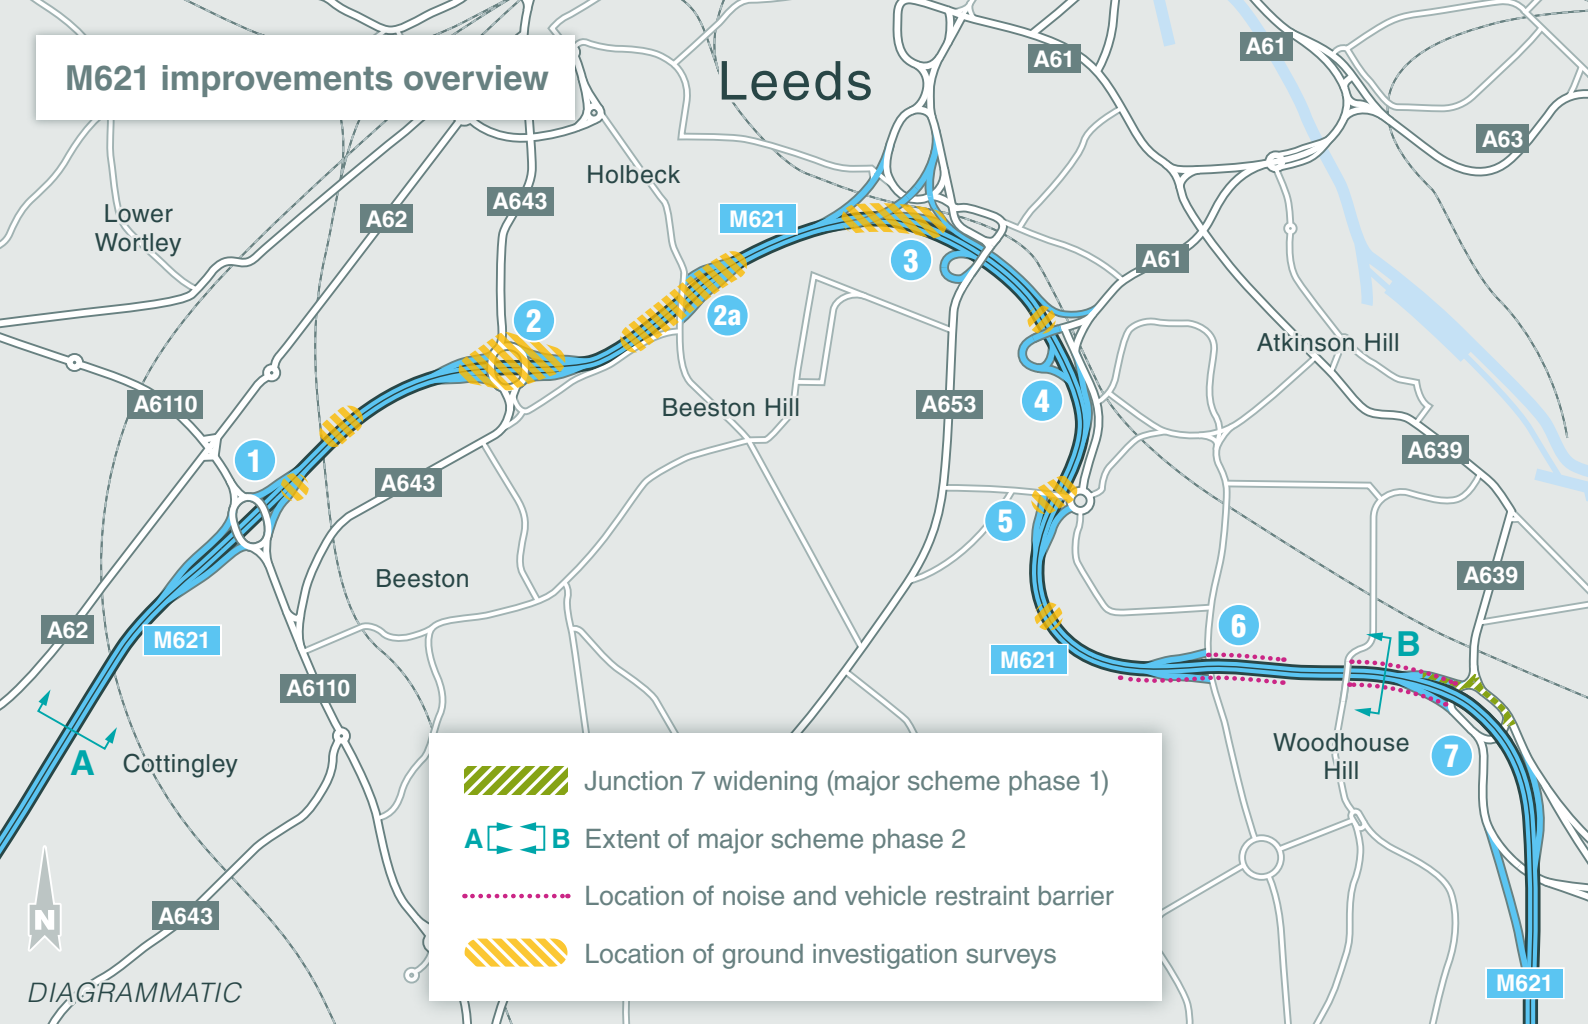 M621 improvements overview
Leeds
A61
A61
A63
Holbeck
A643
Lower
Wortley
A62
M621
3
A61
2
2a
Atkinson Hill
A6110
Beeston Hill
A653
4
A639
1
A643
5
Beeston
A639
A62
M621
6
B
M621
A6110
A
Cottingley
Woodhouse
Hill
7
Junction 7 widening (major scheme phase 1)
A B Extent of major scheme phase 2
Location of noise and vehicle restraint barrier
Location of ground investigation surveys
A643
N
DIAGRAMMATIC
M621